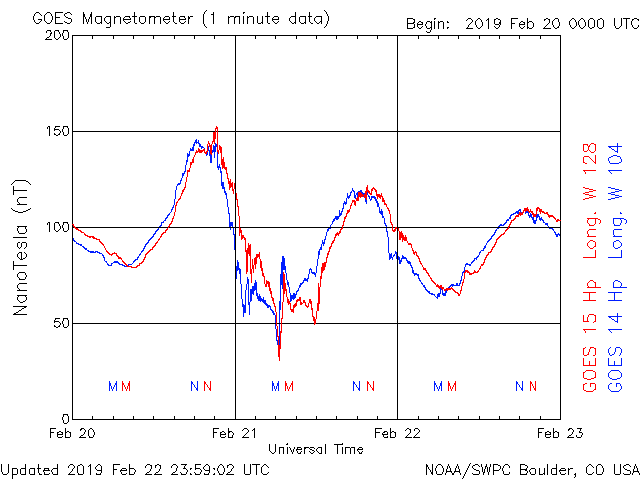 GOES Magnetometer (1 minute data)
Begin: 2019 Feb 20 0000 UTC
200
150
100
50
0
NanoTesla (nT)
M M N N M M N N M M N N
Feb 20 Feb 21 Feb 22 Feb 23
Universal Time
GOES 15 Hp Long. W 128
GOES 14 Hp Long. W 104
Updated 2019 Feb 22 23:59:02 UTC
NOAA/SWPC Boulder, CO USA